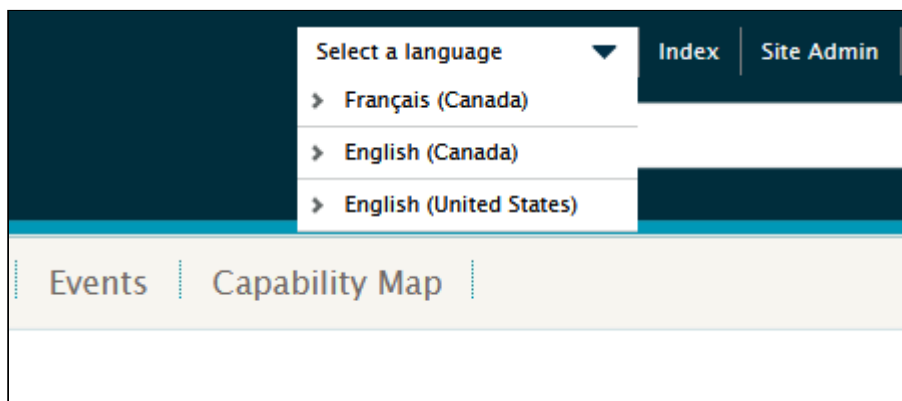 Select a language
Index
Site Admin
Français (Canada)
English (Canada)
English (United States)
Events
Capability Map